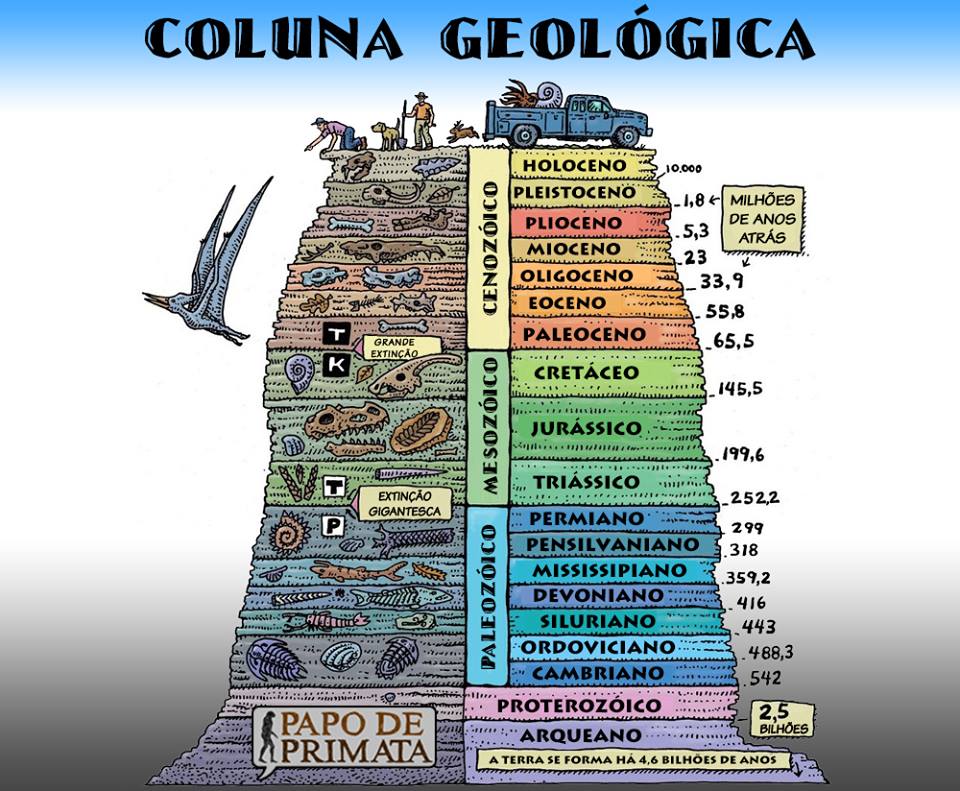 COLUNA GEOLÓGICA
CENOZÓICO
HOLOCENO
10.000
PLEISTOCENO
1,8
MILHÕES
DE ANOS
ATRÁS
PLIOCENO
5,3
MIOCENO
23
OLIGOCENO
33,9
EOCENO
55,8
T
PALEOCENO
65,5
GRANDE
EXTINÇÃO
K
MESOZÓICO
CRETÁCEO
145,5
JURÁSSICO
199,6
TRIÁSSICO
252,2
T
EXTINÇÃO
GIGANTESCA
P
PALEOZÓICO
PERMIANO
299
PENSILVANIANO
318
MISSISSIPIANO
359,2
DEVONIANO
416
SILURIANO
443
ORDOVICIANO
488,3
CAMBRIANO
542
PROTEROZÓICO
2,5
BILHÕES
ARQUEANO
PAPO DE
PRIMATA
A TERRA SE FORMA HÁ 4,6 BILHÕES DE ANOS